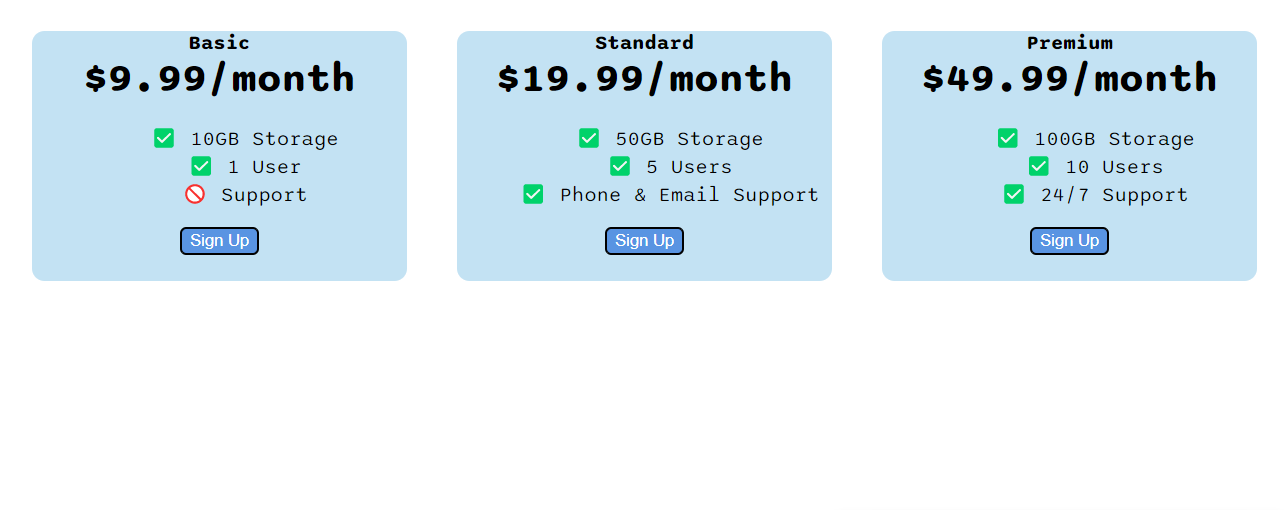 Basic
$9.99/month
✅ 10GB Storage
✅ 1 User
🚫 Support
Sign Up
Standard
$19.99/month
✅ 50GB Storage
✅ 5 Users
✅ Phone & Email Support
Sign Up
Premium
$49.99/month
✅ 100GB Storage
✅ 10 Users
✅ 24/7 Support
Sign Up